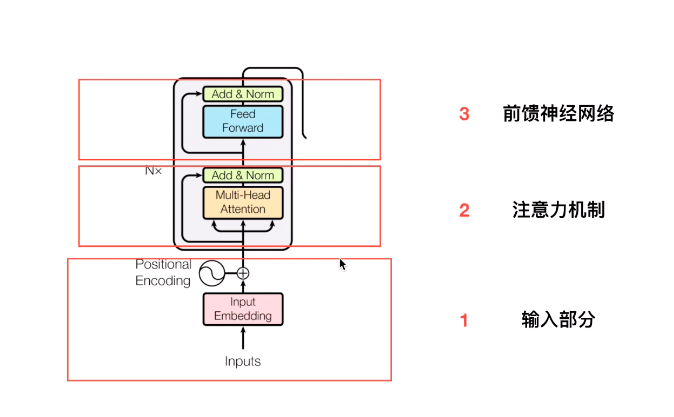 Add & Norm
Feed
Forward
3 前馈神经网络
N×
Add & Norm
Multi-Head
Attention
2 注意力机制
Positional
Encoding
Input
Embedding
1 输入部分
Inputs